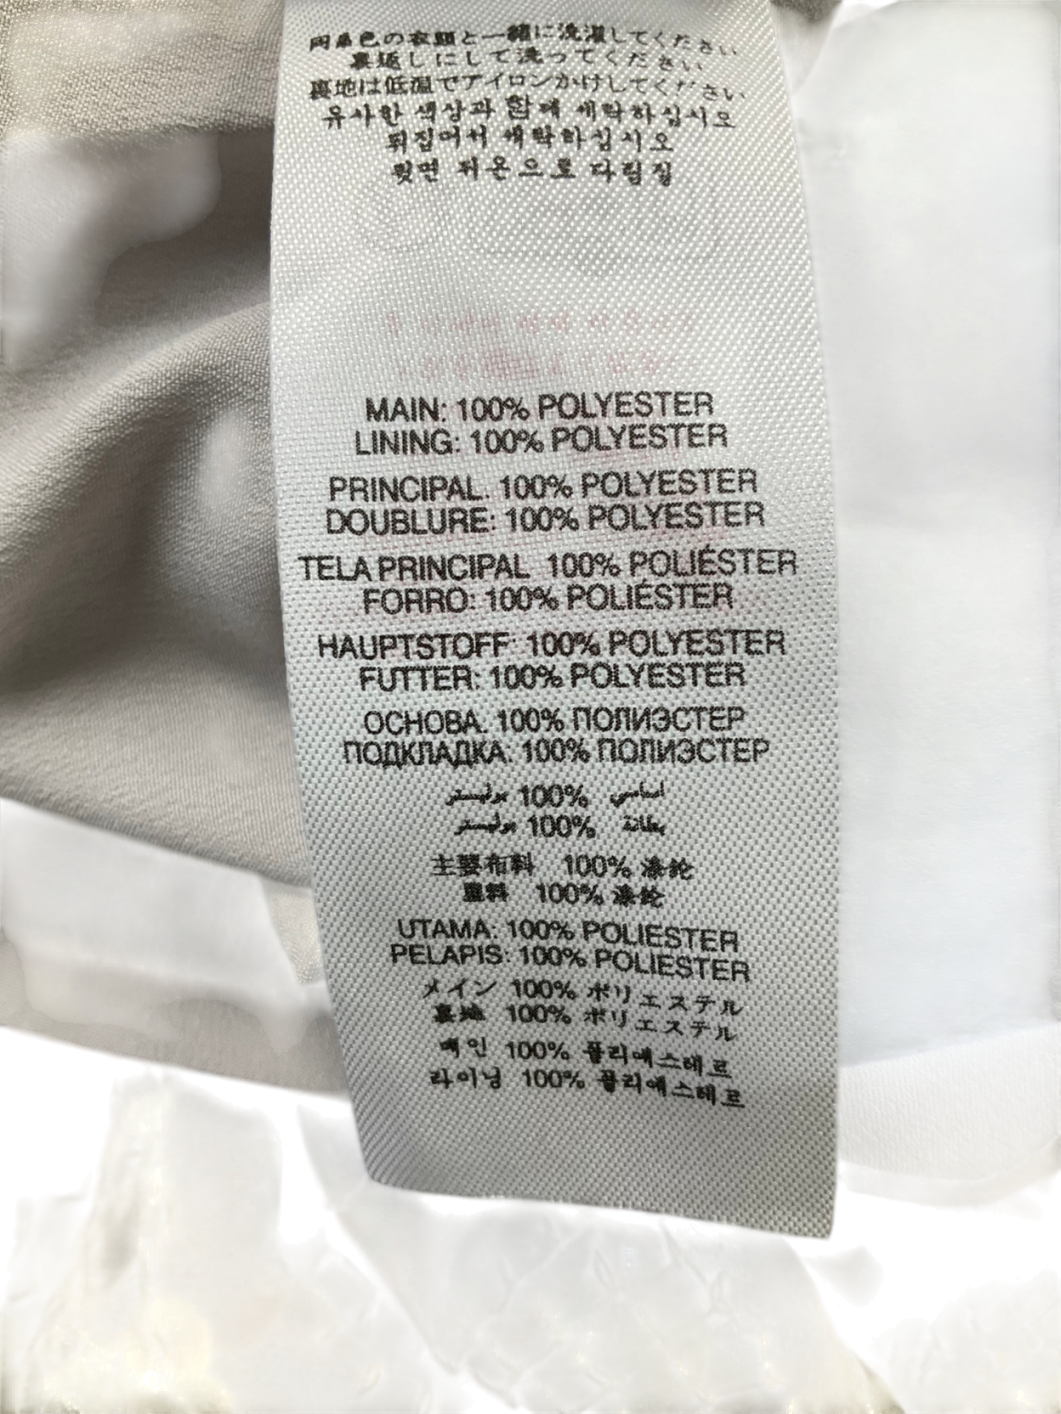 同系色の衣類と一緒に洗濯してください
裏返しにして洗ってください
裏地は低温でアイロンかけしてください
유사한 색상과 함께 세탁하십시오
뒤집어서 세탁하십시오
뒷면 저온으로 다림질
MAIN: 100% POLYESTER
LINING: 100% POLYESTER
PRINCIPAL. 100% POLYESTER
DOUBLURE: 100% POLYESTER
TELA PRINCIPAL 100% POLIÉSTER
FORRO: 100% POLIÉSTER
HAUPTSTOFF: 100% POLYESTER
FUTTER: 100% POLYESTER
ОСНОВА. 100% ПОЛИЭСТЕР
ПОДКЛАДКА: 100% ПОЛИЭСТЕР
اساسي 100% بوليستر
بطانة 100% بوليستر
主要布料 100% 涤纶
里料 100% 涤纶
UTAMA: 100% POLIESTER
PELAPIS: 100% POLIESTER
メイン 100% ポリエステル
裏地 100% ポリエステル
메인 100% 폴리에스테르
라이닝 100% 폴리에스테르